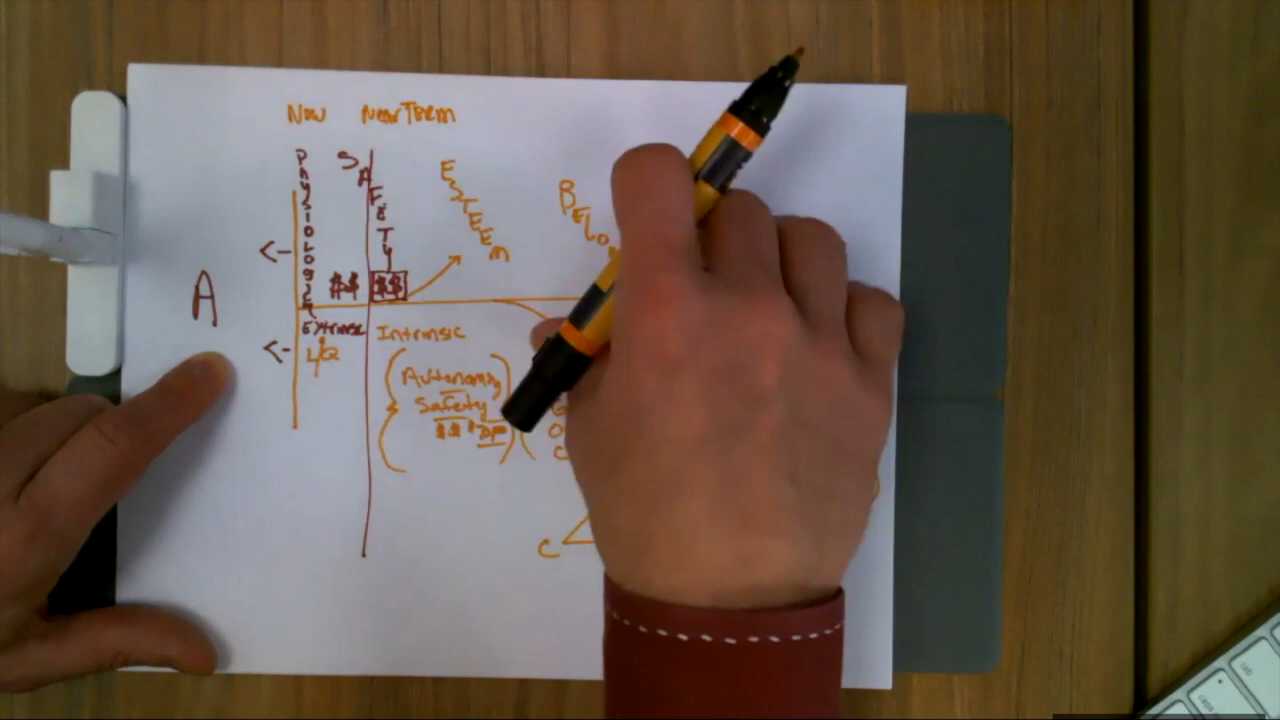 Now Near Term
Physiological
SAFETY
ESTEEM
BELO
A
$$ $$
Extrinsic
Intrinsic
Autonomy
Safety
$$
C